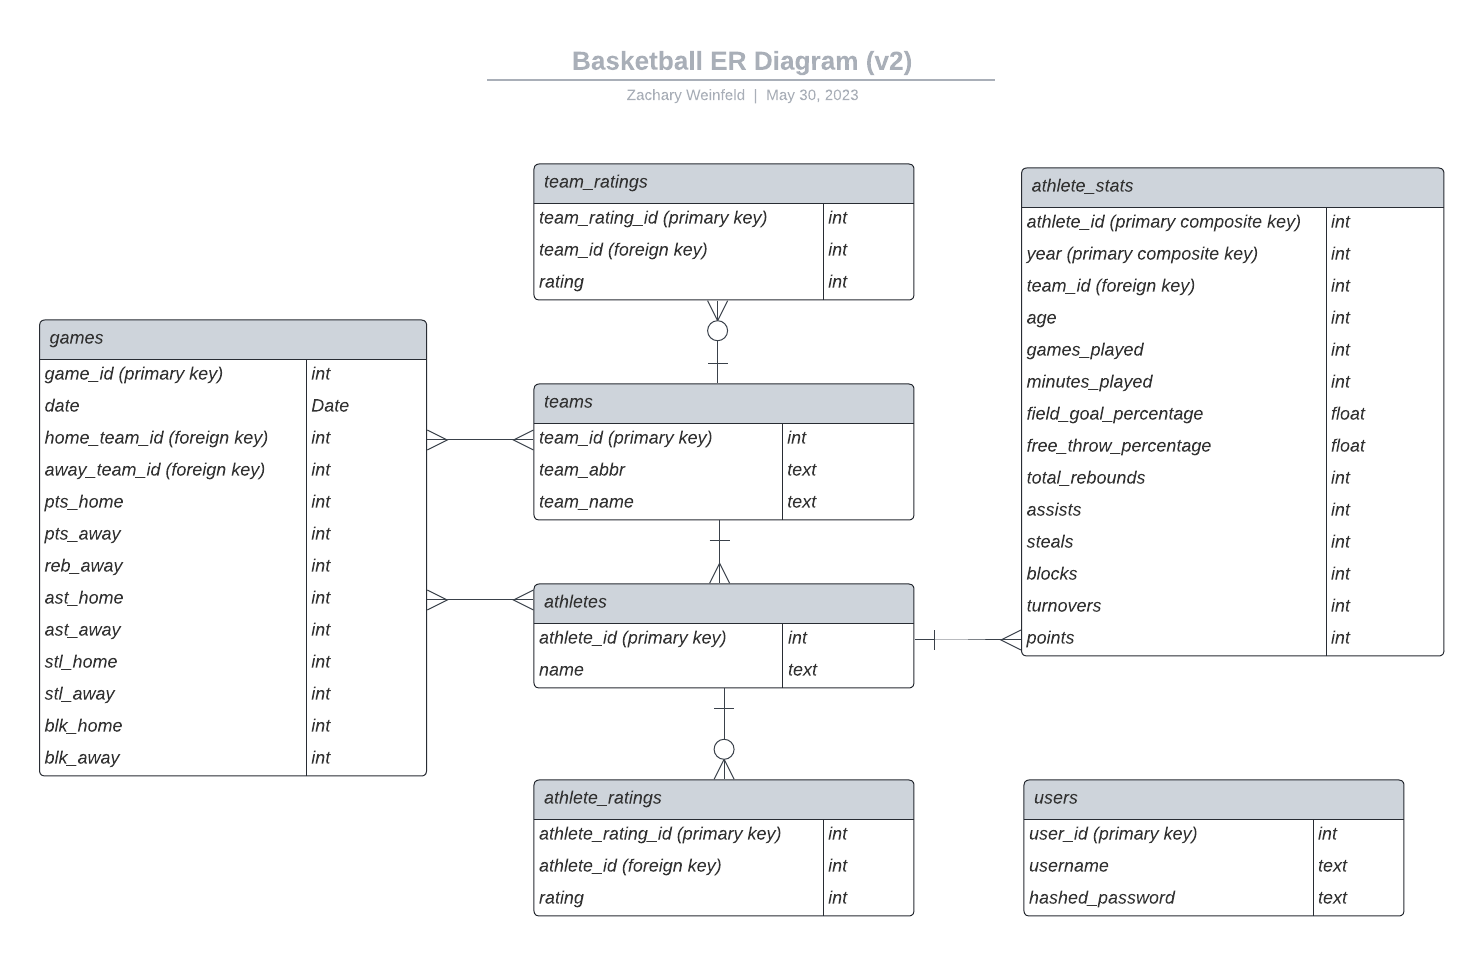 Basketball ER Diagram (v2)
Zachary Weinfeld | May 30, 2023
team_ratings
team_rating_id (primary key) int
team_id (foreign key) int
rating int
athlete_stats
athlete_id (primary composite key) int
year (primary composite key) int
team_id (foreign key) int
age int
games_played int
minutes_played int
field_goal_percentage float
free_throw_percentage float
total_rebounds int
assists int
steals int
blocks int
turnovers int
points int
games
game_id (primary key) int
date Date
home_team_id (foreign key) int
away_team_id (foreign key) int
pts_home int
pts_away int
reb_away int
ast_home int
ast_away int
stl_home int
stl_away int
blk_home int
blk_away int
teams
team_id (primary key) int
team_abbr text
team_name text
athletes
athlete_id (primary key) int
name text
athlete_ratings
athlete_rating_id (primary key) int
athlete_id (foreign key) int
rating int
users
user_id (primary key) int
username text
hashed_password text